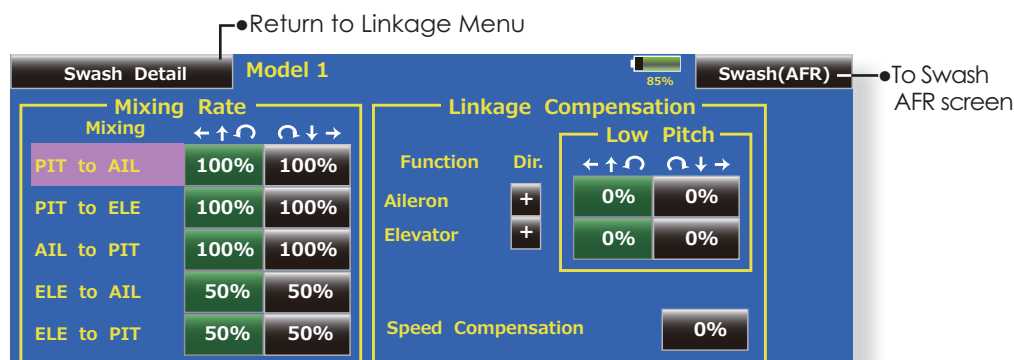 Return to Linkage Menu
Swash Detail
Model 1
85%
Swash(AFR)
To Swash
AFR screen
Mixing Rate
Mixing
PIT to AIL 100% 100%
PIT to ELE 100% 100%
AIL to PIT 100% 100%
ELE to AIL 50% 50%
ELE to PIT 50% 50%
Linkage Compensation
Low Pitch
Function Dir.
Aileron + 0% 0%
Elevator + 0% 0%
Speed Compensation 0%